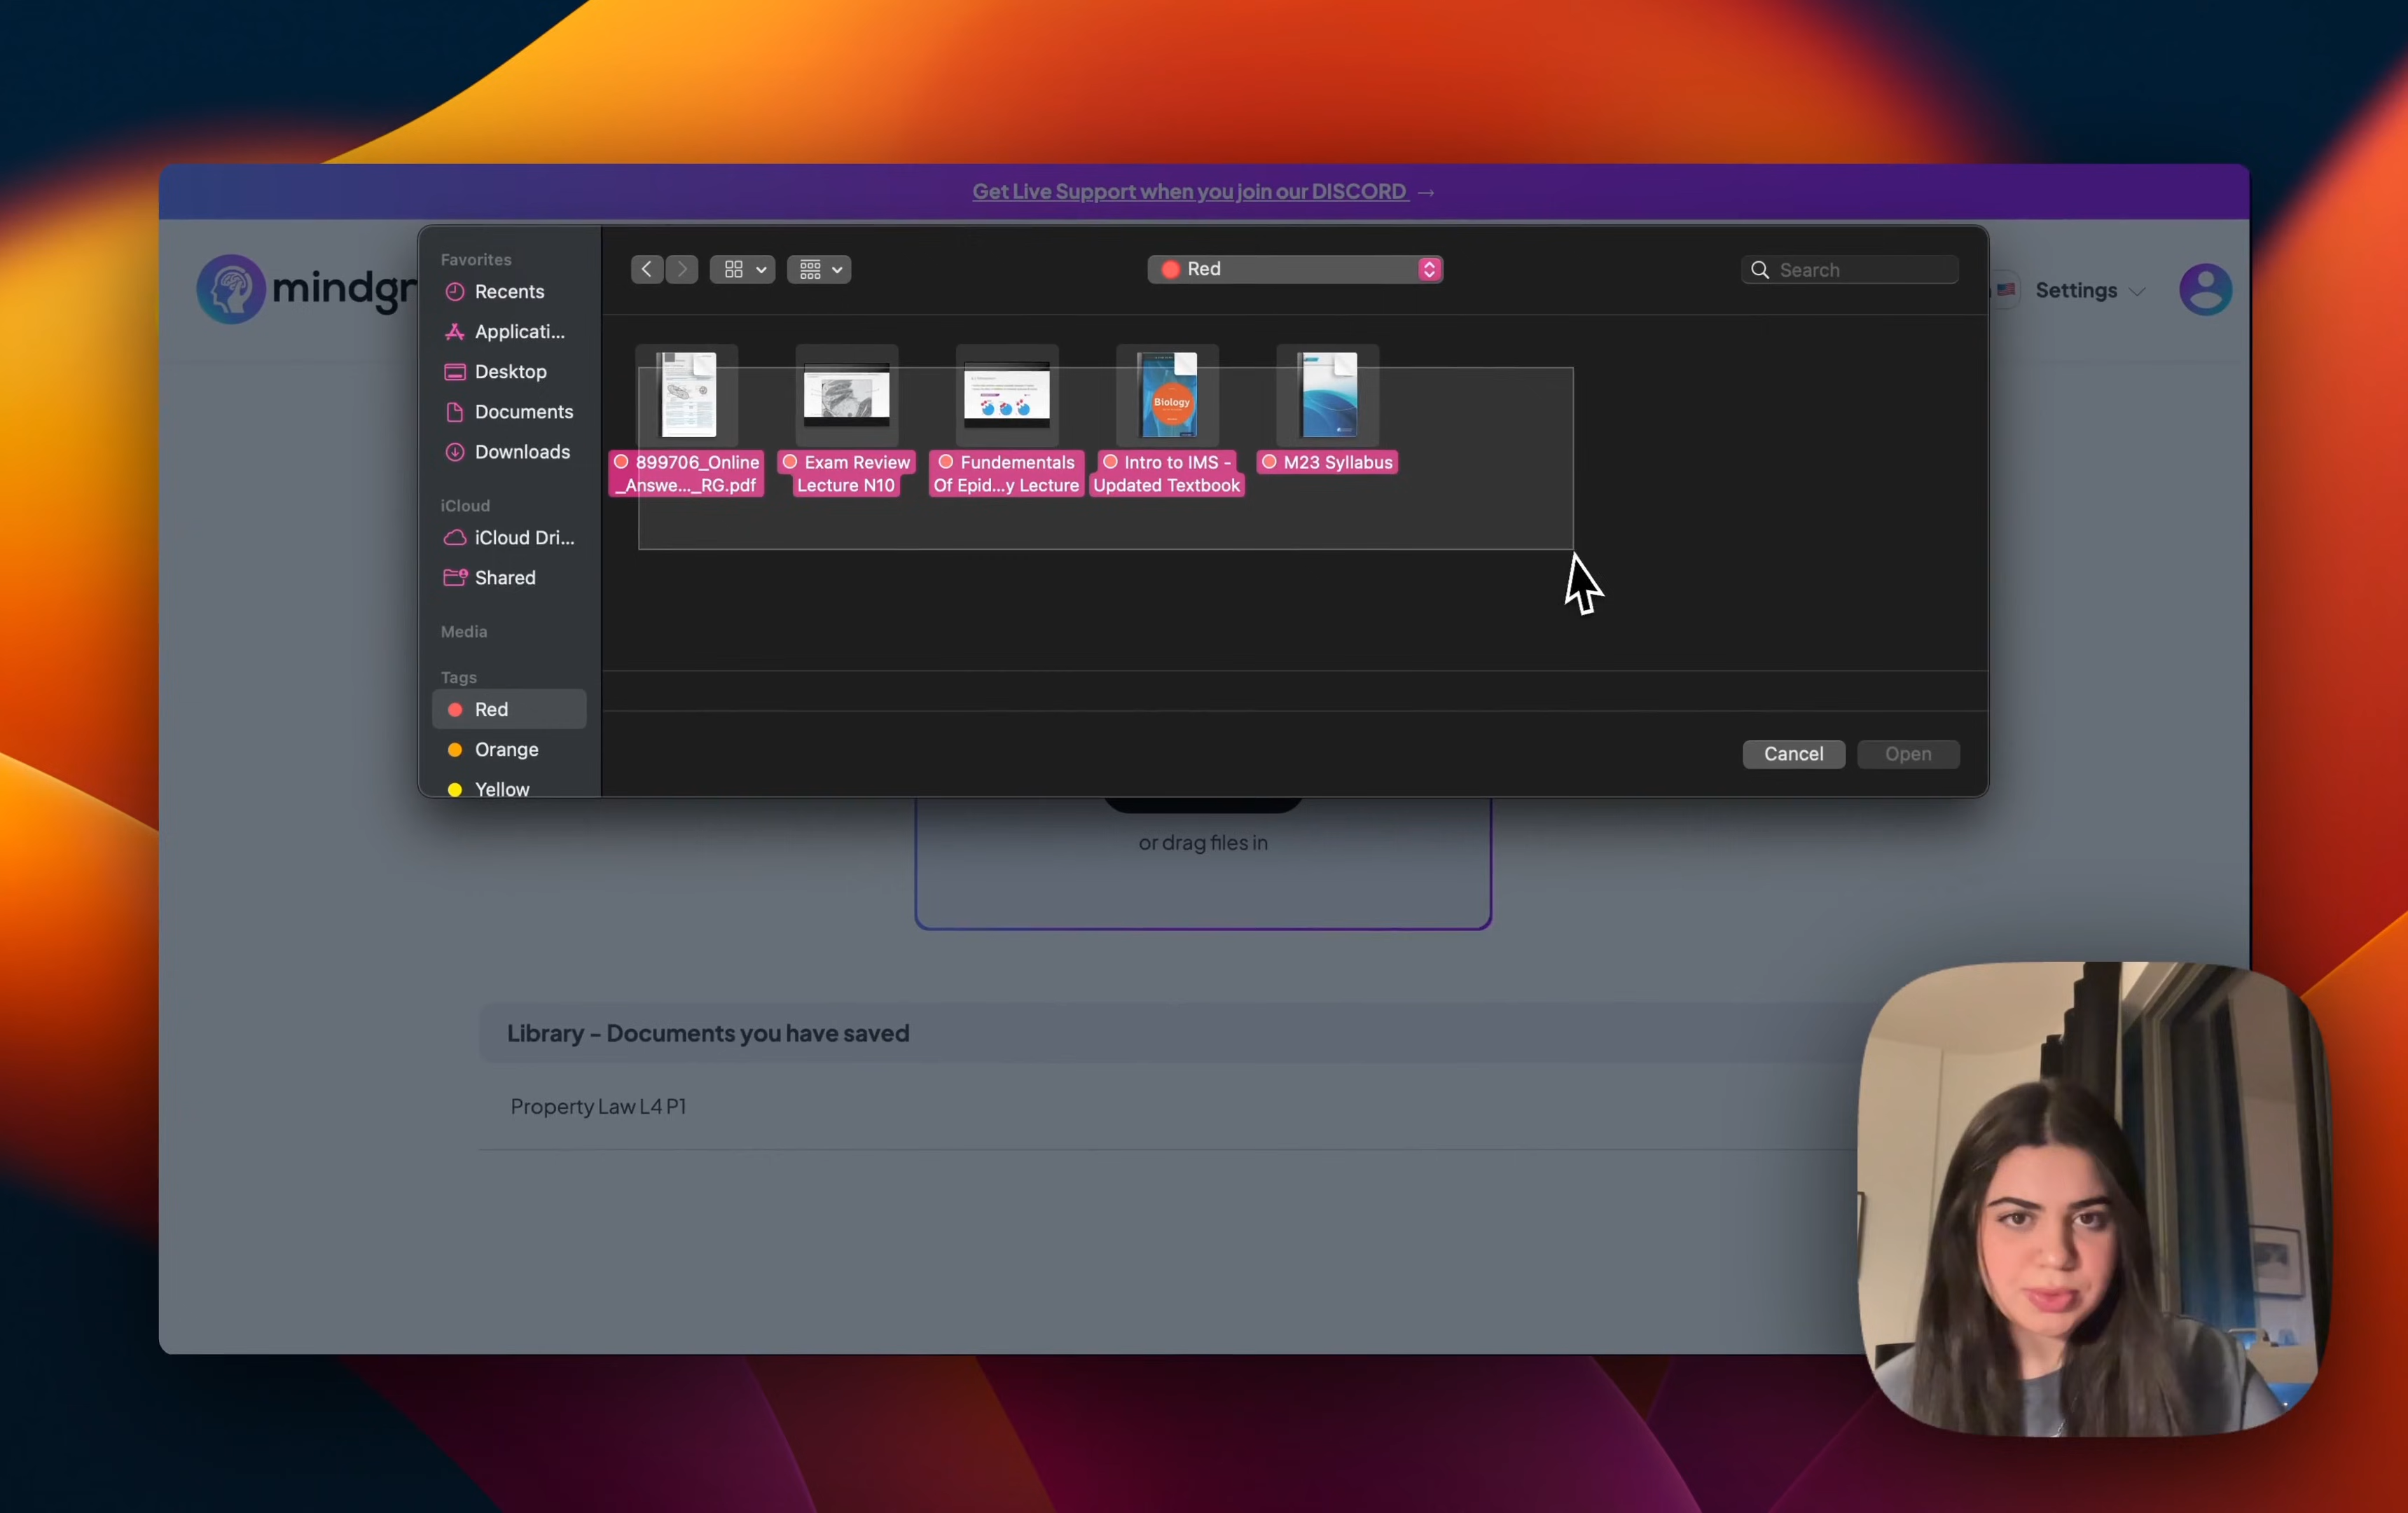 Get Live Support when you join our DISCORD →
mindgr
Settings
Favorites
Recents
Applicati...
Desktop
Documents
Downloads
iCloud
iCloud Dri...
Shared
Media
Tags
Red
Orange
Yellow
Red
Search
899706_Online
_Answe..._RG.pdf
Exam Review
Lecture N10
Fundementals
Of Epid...y Lecture
Biology
Intro to IMS -
Updated Textbook
M23 Syllabus
Cancel
Open
or drag files in
Library - Documents you have saved
Property Law L4 P1